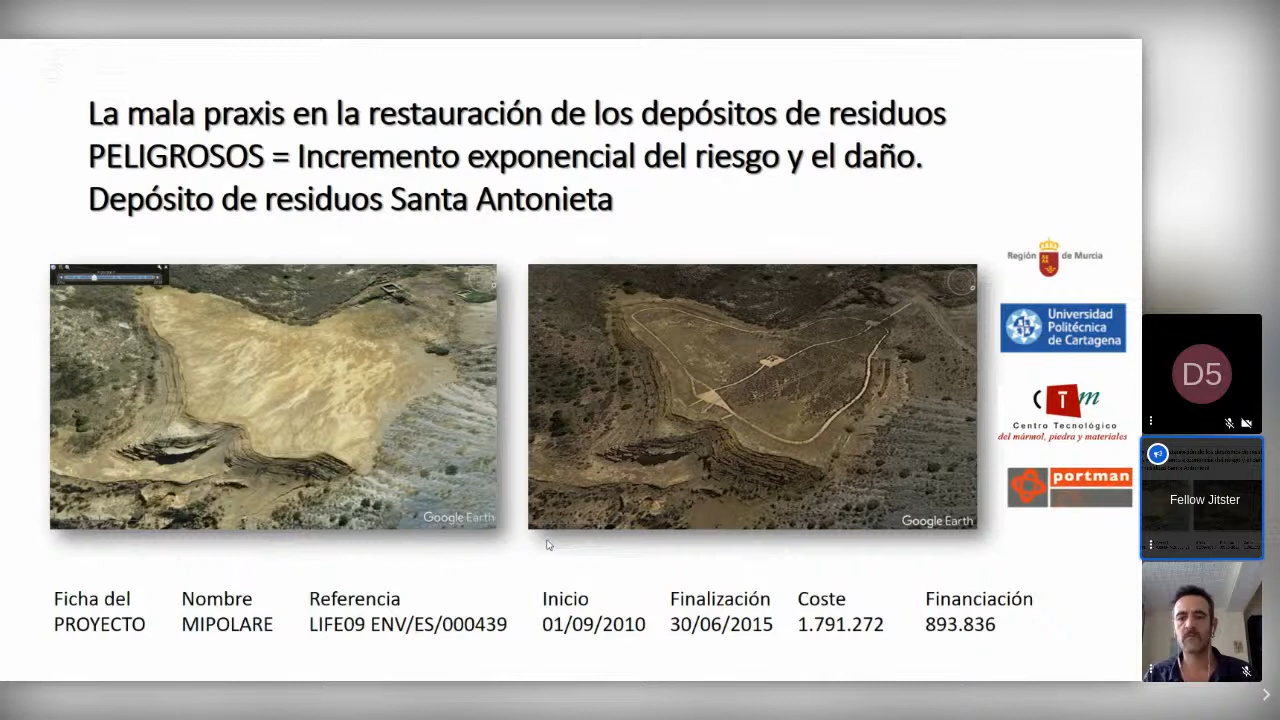 La mala praxis en la restauración de los depósitos de residuos
PELIGROSOS = Incremento exponencial del riesgo y el daño.
Depósito de residuos Santa Antonieta
Región de Murcia
Universidad
Politécnica
de Cartagena
CTm
Centro Tecnológico
del mármol, piedra y materiales
portman
Google Earth
Google Earth
D5
Fellow Jitster
Ficha del Nombre Referencia Inicio Finalización Coste Financiación
PROYECTO MIPOLARE LIFE09 ENV/ES/000439 01/09/2010 30/06/2015 1.791.272 893.836